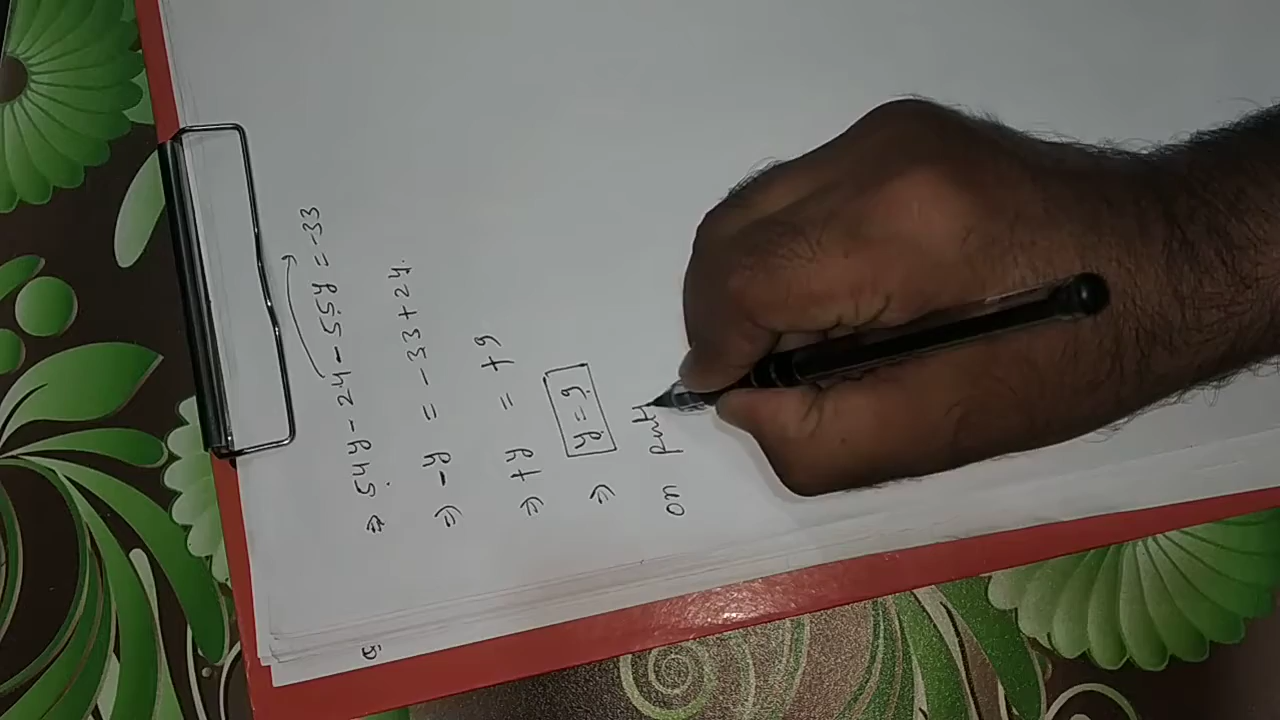 ⇒ 54y - 24 - 55y = -33
⇒ -y = -33 + 24.
⇒ +y = +9
⇒ y = 9
on put